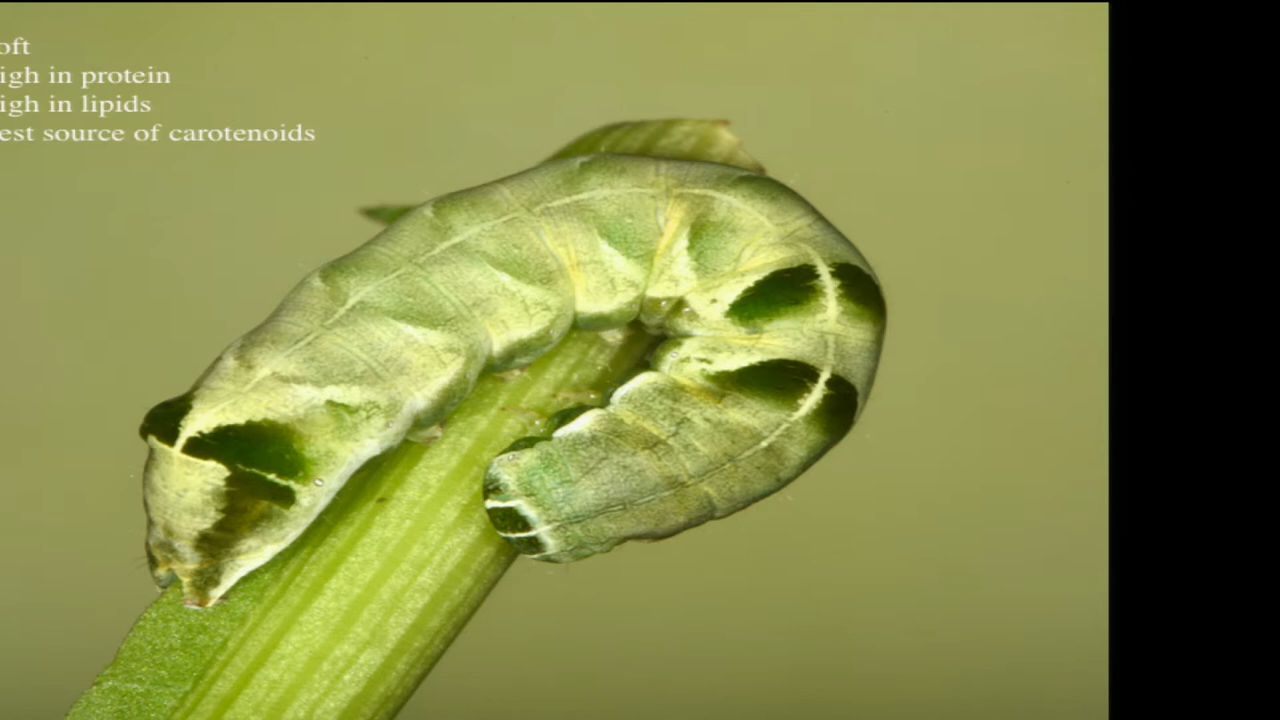 oft
igh in protein
igh in lipids
est source of carotenoids